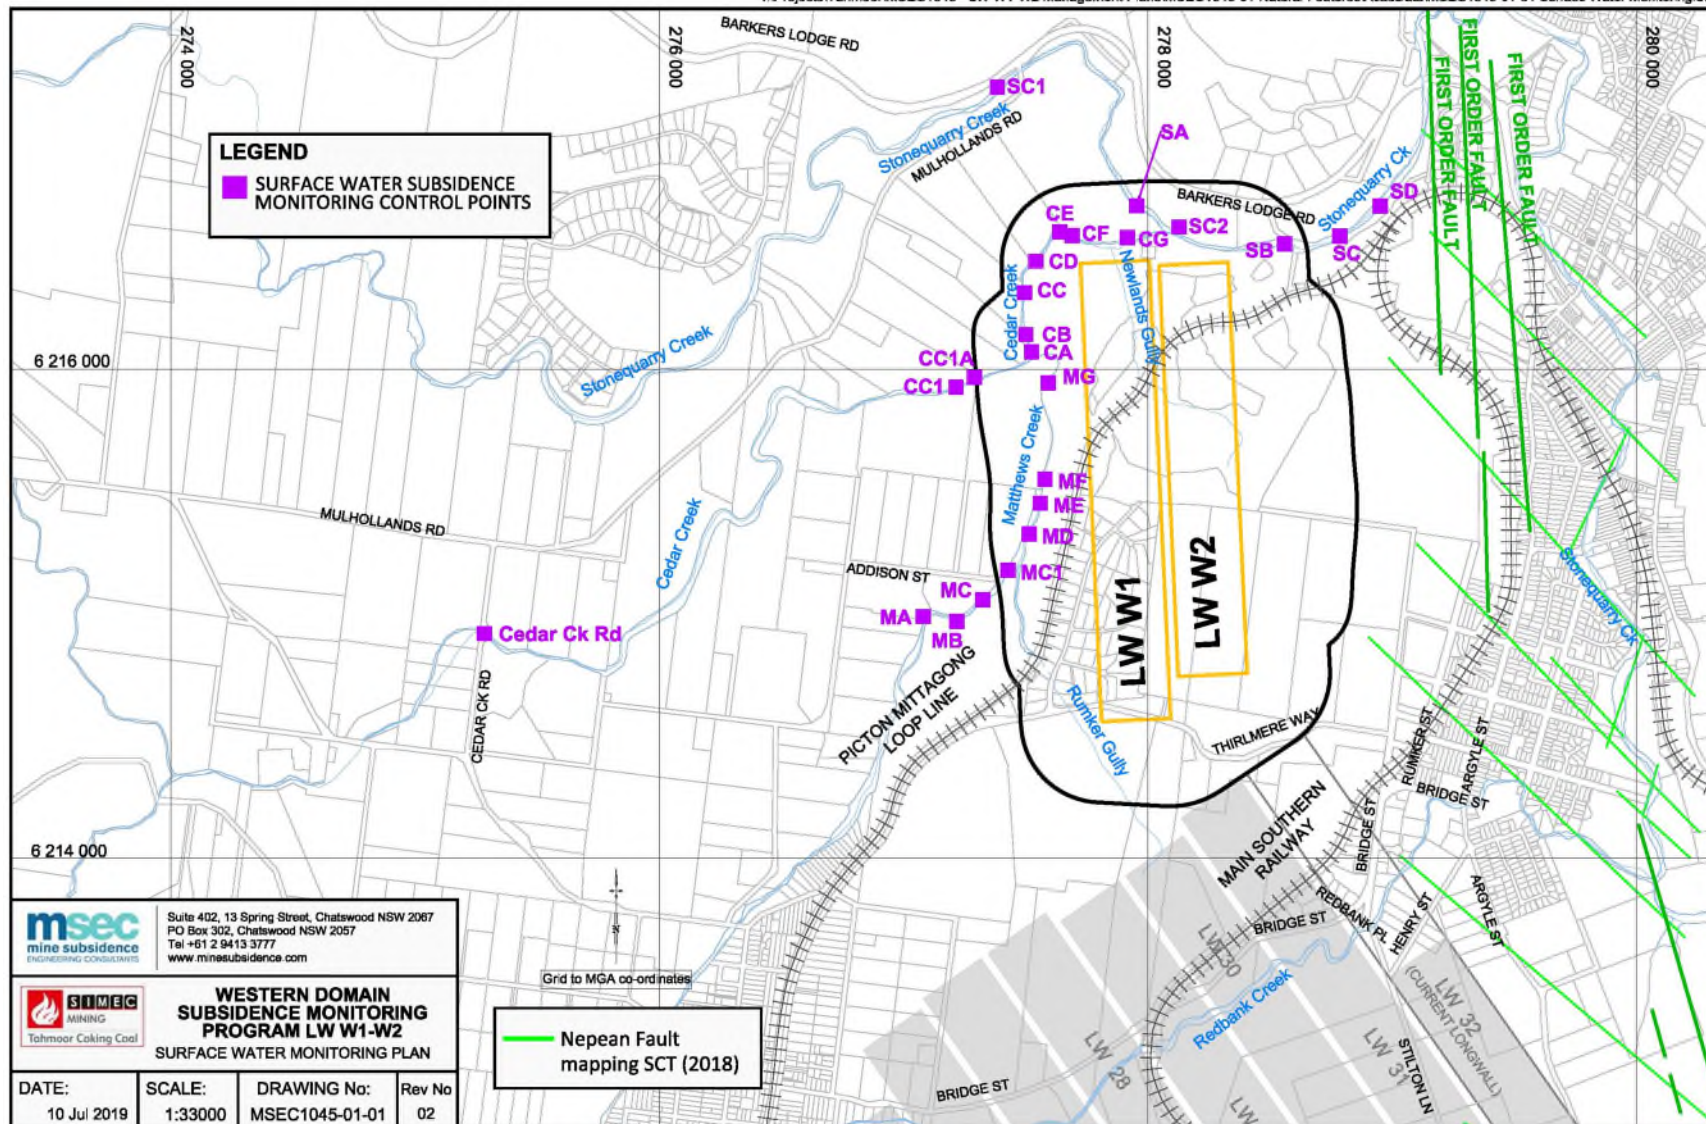 274 000
276 000
278 000
280 000
BARKERS LODGE RD
FIRST ORDER FAULT
FIRST ORDER FAULT
FIRST ORDER FAULT
SC1
Stonequarry Creek
MULHOLLANDS RD
LEGEND
SURFACE WATER SUBSIDENCE
MONITORING CONTROL POINTS
SA
BARKERS LODGE RD
Stonequarry Ck
SD
CE
CF
CG
SC2
SB
SC
CD
CC
Cedar Creek
Newlands Gully
CB
CA
Stonequarry Creek
CC1A
CC1
MG
6 216 000
Matthews Creek
MF
ME
MD
MULHOLLANDS RD
Cedar Creek
ADDISON ST
MC1
MC
MA
MB
LW W1
LW W2
Stonequarry Ck
Cedar Ck Rd
CEDAR CK RD
PICTON MITTAGONG
LOOP LINE
Rumker Gully
THIRLMERE WAY
RUMKER ST
ARGYLE ST
BRIDGE ST
BRIDGE ST
MAIN SOUTHERN
RAILWAY
6 214 000
REDBANK PL
HENRY ST
ARGYLE ST
BRIDGE ST
LW 30
Redbank Creek
LW 32
(CURRENT LONGWALL)
LW 31
STILTON LN
LW 28
LW
BRIDGE ST
N
Grid to MGA co-ordinates
Nepean Fault
mapping SCT (2018)
msec
mine subsidence
ENGINEERING CONSULTANTS
Suite 402, 13 Spring Street, Chatswood NSW 2067
PO Box 302, Chatswood NSW 2057
Tel +61 2 9413 3777
www.minesubsidence.com
SIMEC
MINING
Tahmoor Coking Coal
WESTERN DOMAIN
SUBSIDENCE MONITORING
PROGRAM LW W1-W2
SURFACE WATER MONITORING PLAN
DATE:
10 Jul 2019
SCALE:
1:33000
DRAWING No:
MSEC1045-01-01
Rev No
02